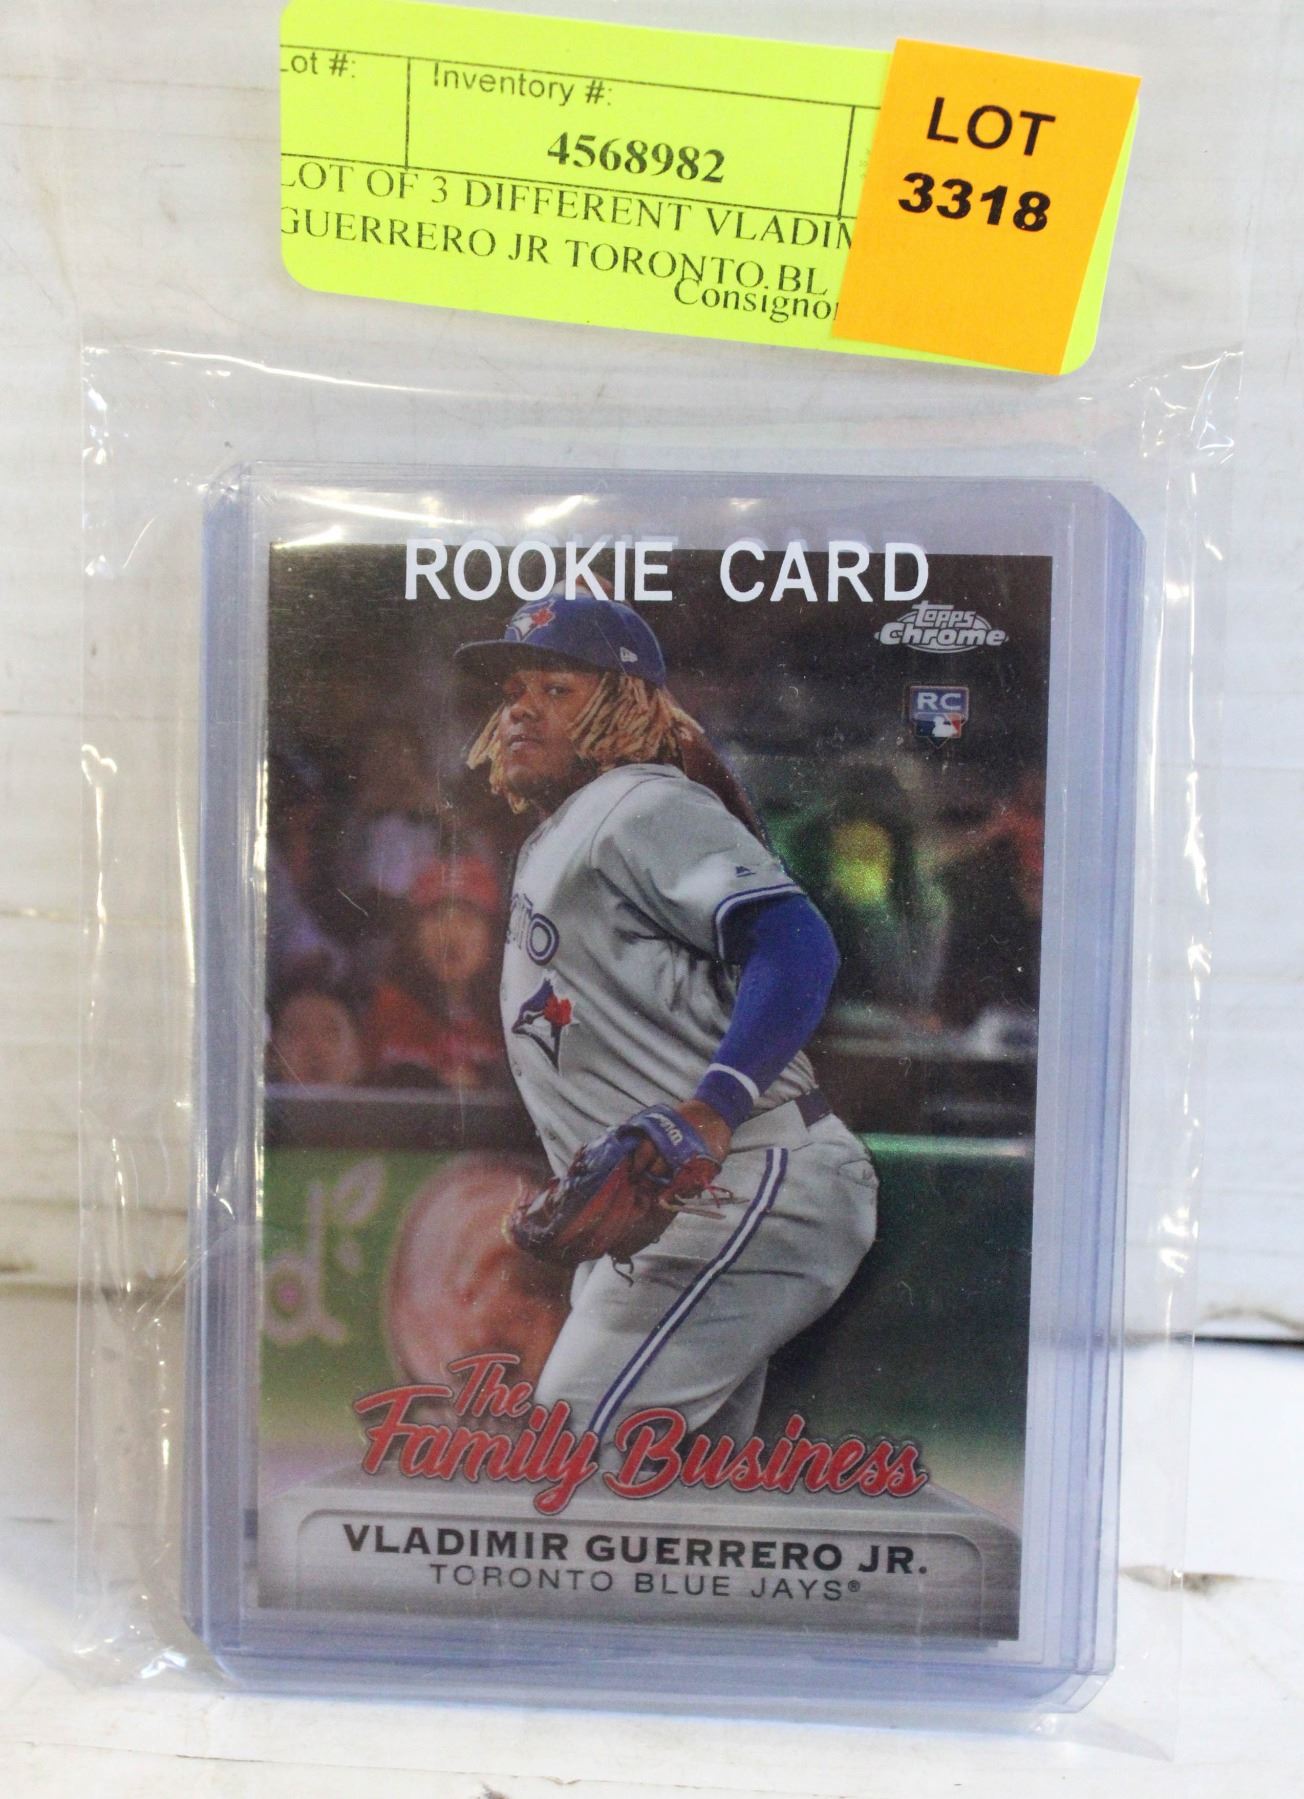 Lot #:
Inventory #:
4568982
LOT OF 3 DIFFERENT VLADIM
GUERRERO JR TORONTO BL
Consignor
LOT
3318
ROOKIE CARD
Topps
Chrome
RC
The
Family Business
VLADIMIR GUERRERO JR.
TORONTO BLUE JAYS®